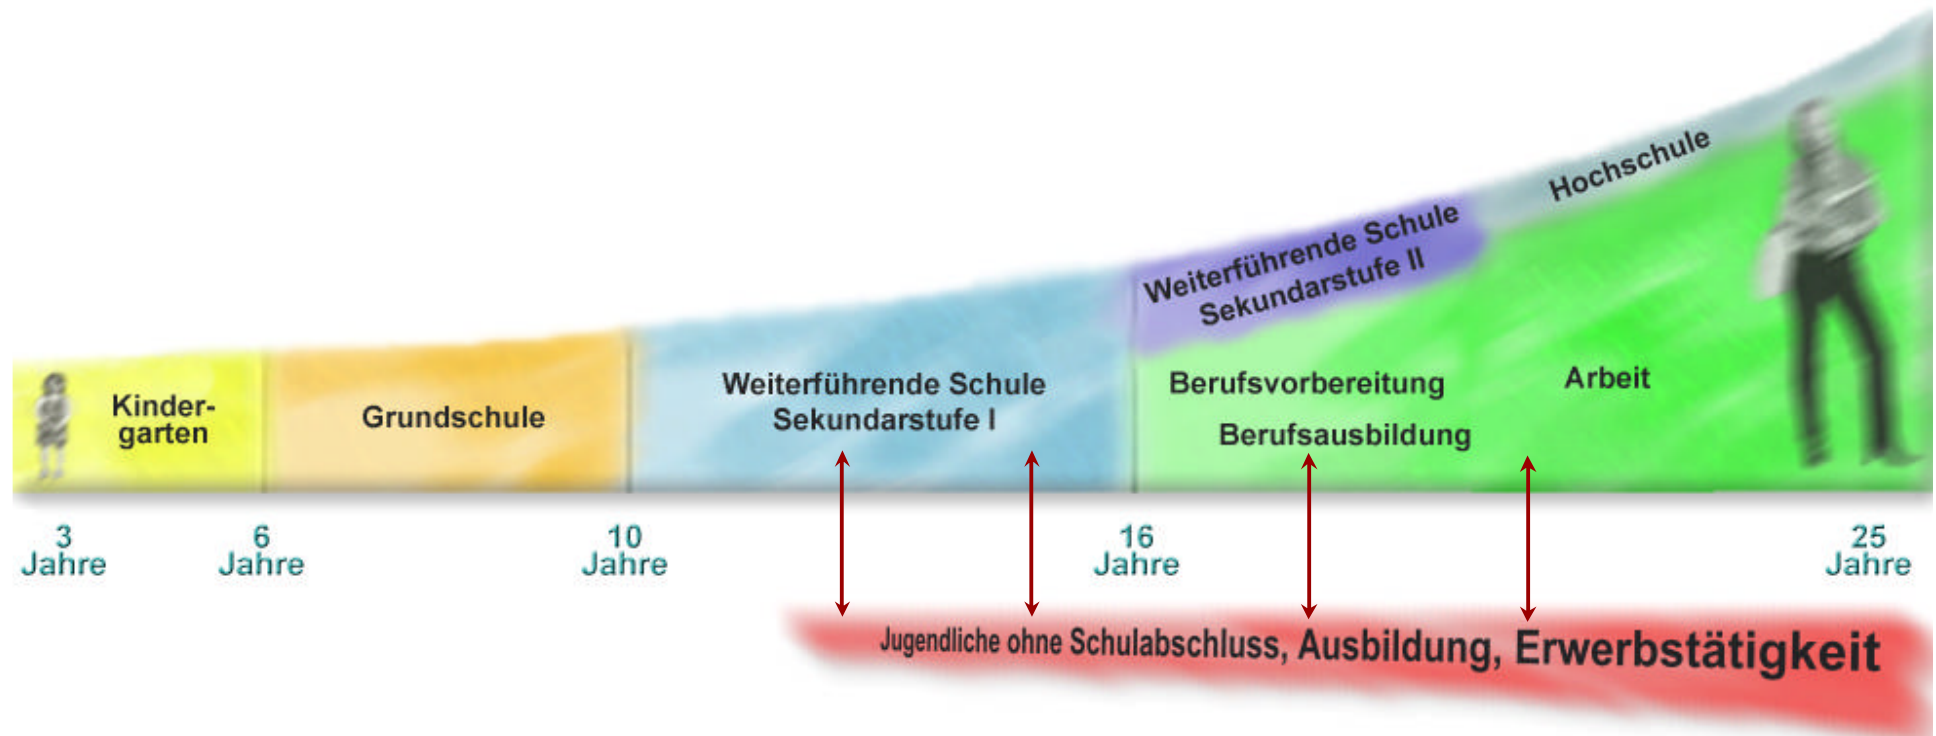 Kinder-
garten
Grundschule
Weiterführende Schule
Sekundarstufe I
Weiterführende Schule
Sekundarstufe II
Hochschule
Berufsvorbereitung
Berufsausbildung
Arbeit
3
Jahre
6
Jahre
10
Jahre
16
Jahre
25
Jahre
Jugendliche ohne Schulabschluss, Ausbildung, Erwerbstätigkeit